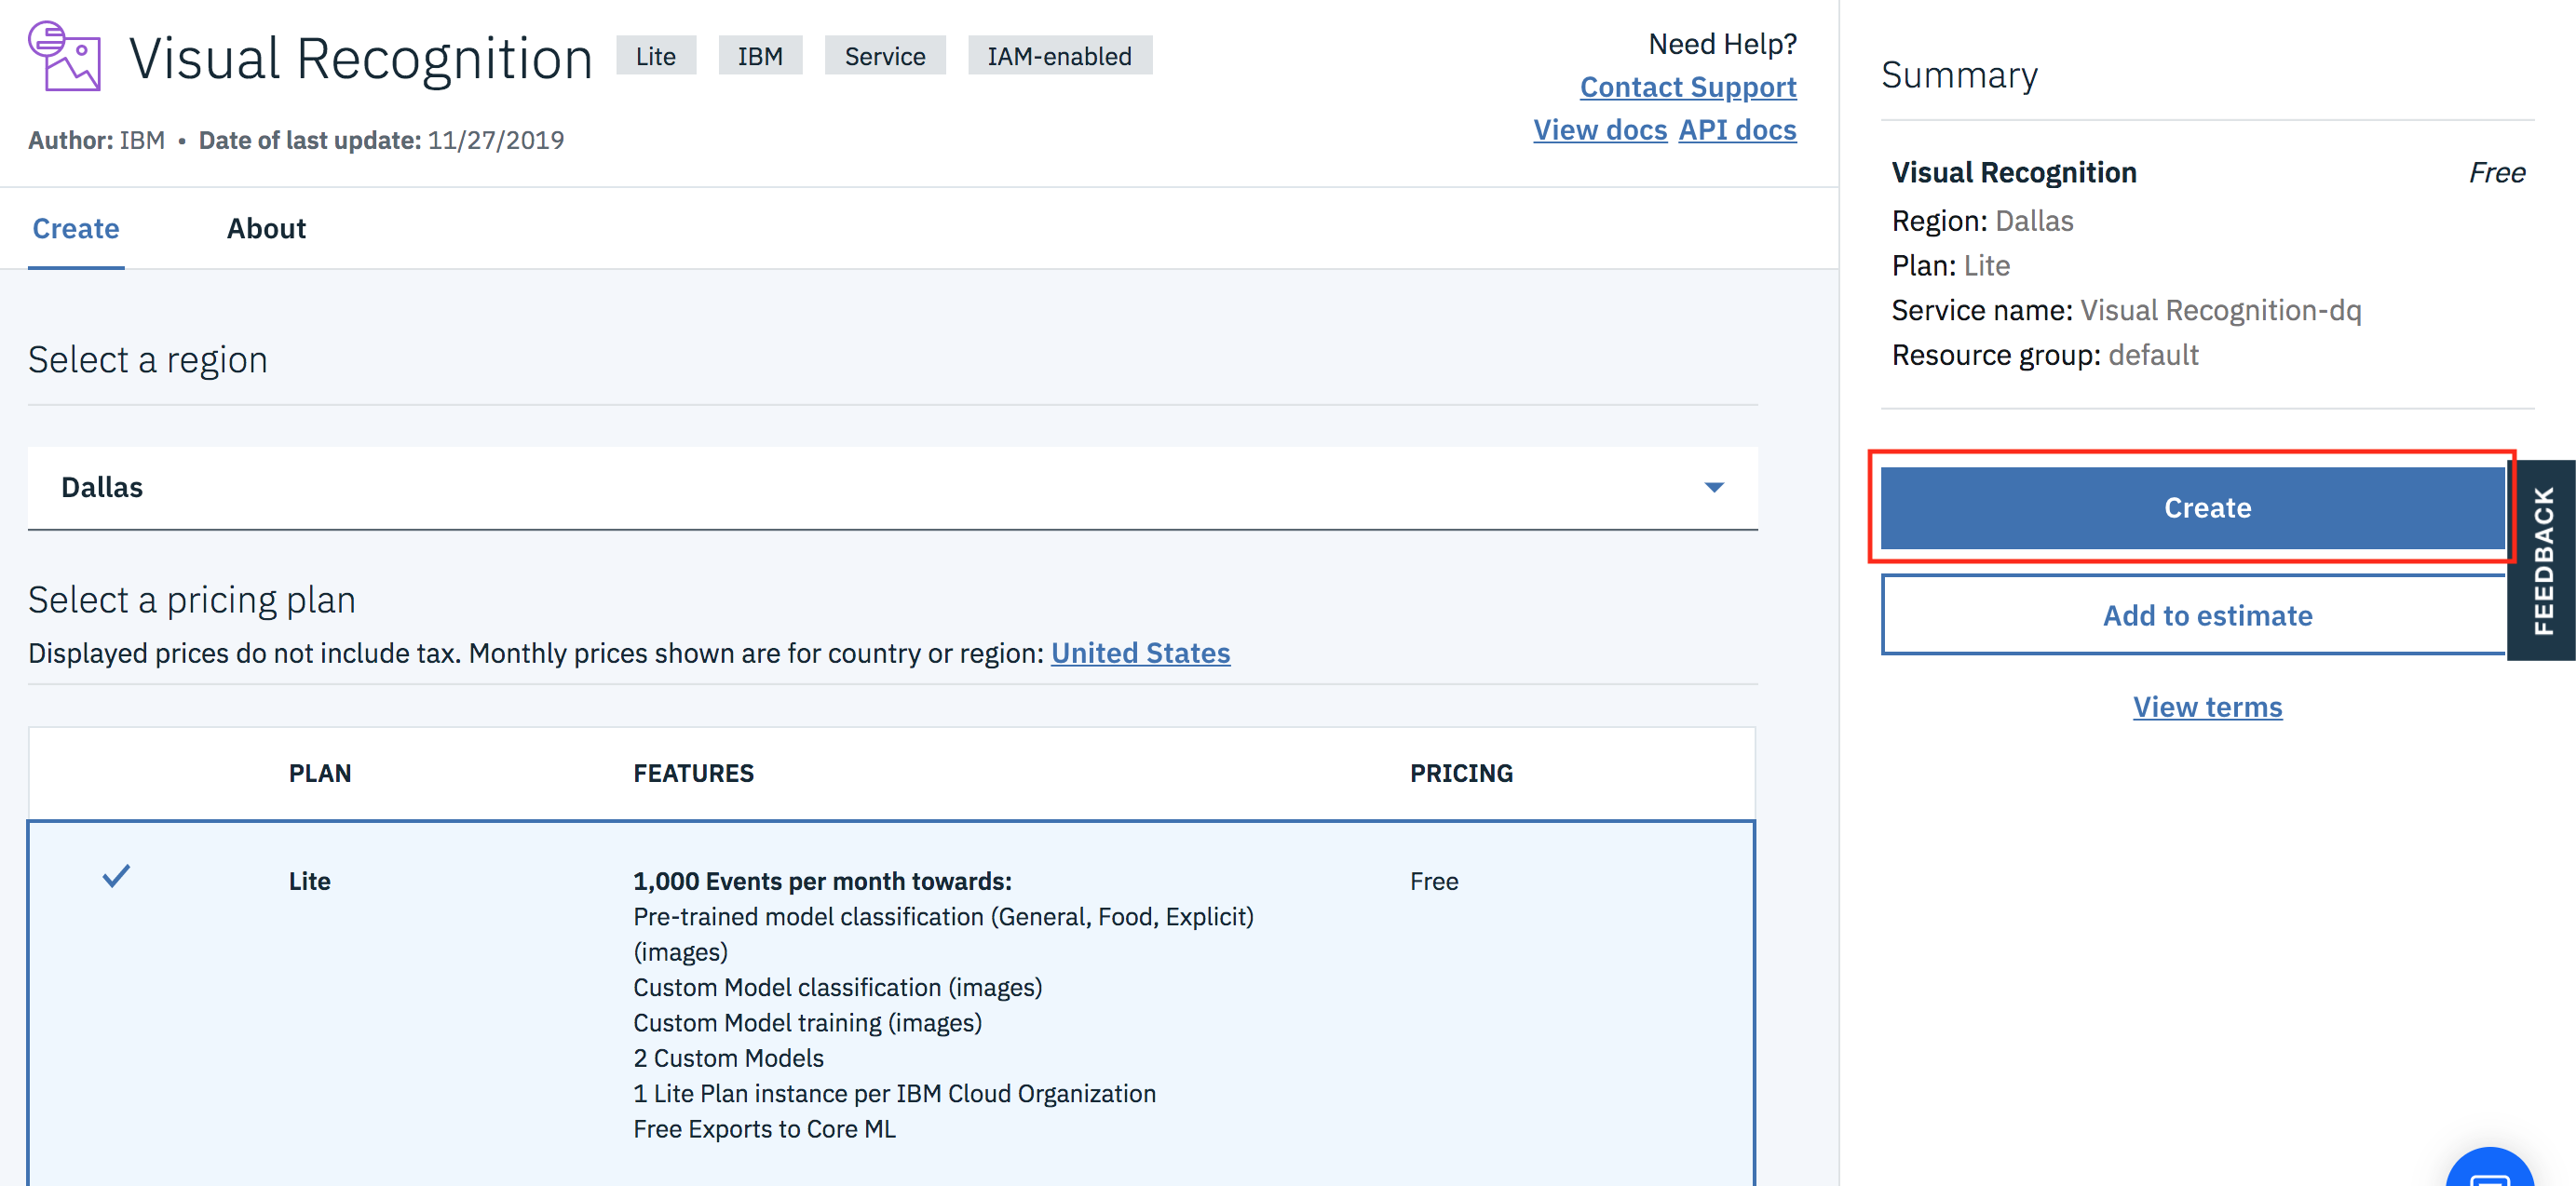 Visual Recognition Lite IBM Service IAM-enabled
Author: IBM • Date of last update: 11/27/2019
Need Help?
Contact Support
View docs API docs
Create About
Select a region
Dallas
Select a pricing plan
Displayed prices do not include tax. Monthly prices shown are for country or region: United States
PLAN FEATURES PRICING
Lite 1,000 Events per month towards: Free
Pre-trained model classification (General, Food, Explicit)
(images)
Custom Model classification (images)
Custom Model training (images)
2 Custom Models
1 Lite Plan instance per IBM Cloud Organization
Free Exports to Core ML
Summary
Visual Recognition Free
Region: Dallas
Plan: Lite
Service name: Visual Recognition-dq
Resource group: default
Create
Add to estimate
View terms
FEEDBACK